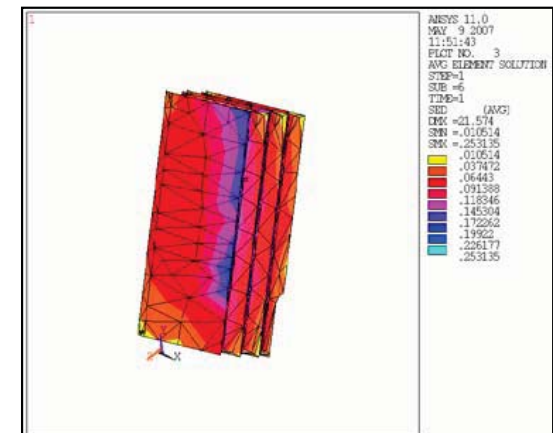 1
ANSYS 11.0
MAY 9 2007
11:51:43
PLOT NO. 3
AVG ELEMENT SOLUTION
STEP=1
SUB =6
TIME=1
SED (AVG)
DMX =21.574
SMN =.010514
SMX =.253135
.010514
.037472
.06443
.091388
.118346
.145304
.172262
.19922
.226177
.253135
Y
Z
X